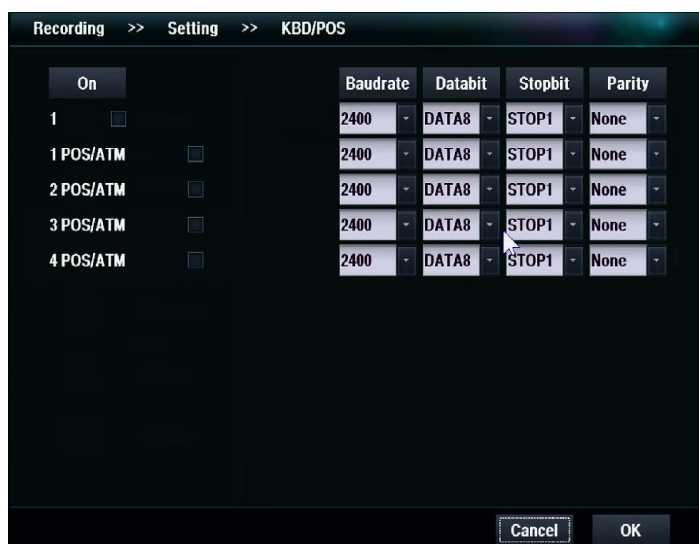 Recording >> Setting >> KBD/POS
On Baudrate Databit Stopbit Parity
1 2400 DATA8 STOP1 None
1 POS/ATM 2400 DATA8 STOP1 None
2 POS/ATM 2400 DATA8 STOP1 None
3 POS/ATM 2400 DATA8 STOP1 None
4 POS/ATM 2400 DATA8 STOP1 None
Cancel OK